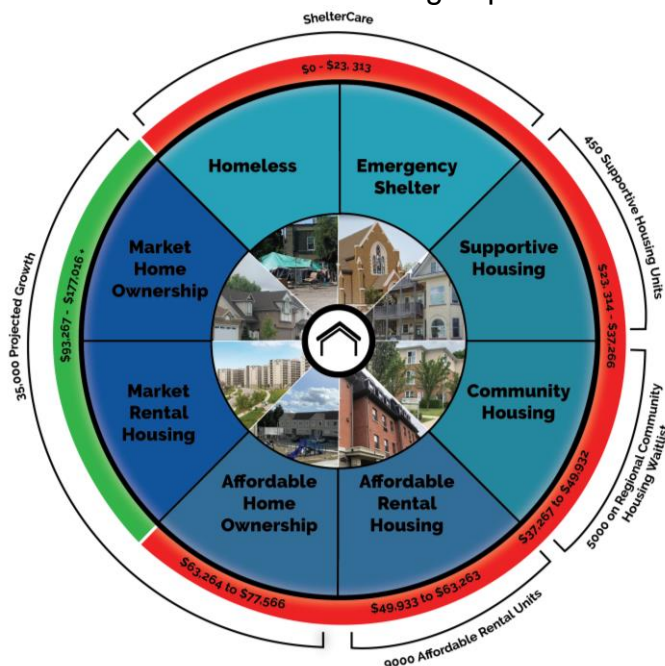 ShelterCare
$0 - $23, 313
Homeless
Emergency
Shelter
450 Supportive Housing Units
Supportive
Housing
$23, 314 - $37,266
Community
Housing
5000 on Regional Community
Housing Waitlist
$37,267 to $49,932
Affordable
Rental
Housing
$49,933 to $63,263
9000 Affordable Rental Units
Affordable
Home
Ownership
$63,264 to $77,566
Market
Rental
Housing
Market
Home
Ownership
$93,267 - $177,016 +
35,000 Projected Growth